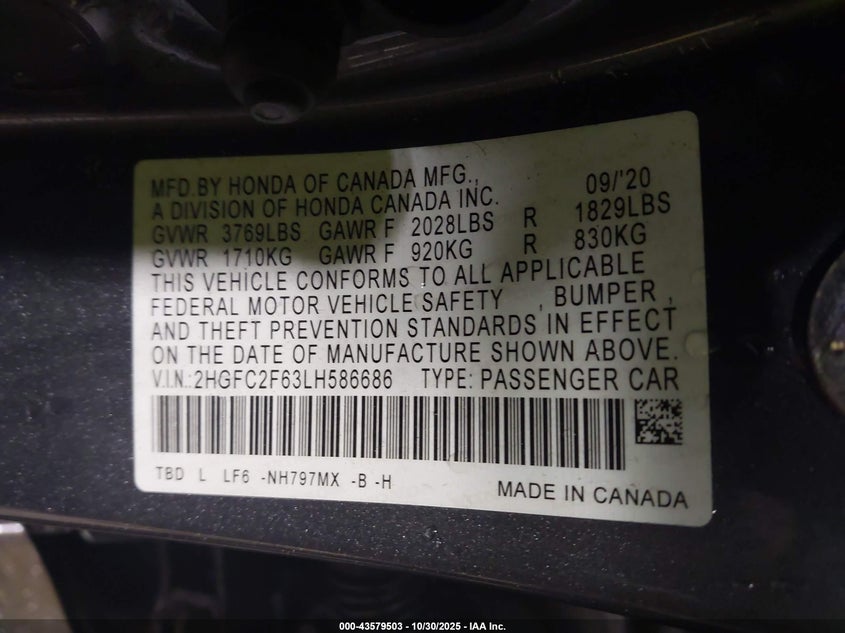 MFD.BY HONDA OF CANADA MFG., 09/'20
A DIVISION OF HONDA CANADA INC.
GVWR 3769LBS GAWR F 2028LBS R 1829LBS
GVWR 1710KG GAWR F 920KG R 830KG
THIS VEHICLE CONFORMS TO ALL APPLICABLE
FEDERAL MOTOR VEHICLE SAFETY , BUMPER ,
AND THEFT PREVENTION STANDARDS IN EFFECT
ON THE DATE OF MANUFACTURE SHOWN ABOVE.
V.I.N.:2HGFC2F63LH586686 TYPE: PASSENGER CAR
TBD L LF6 -NH797MX -B -H
MADE IN CANADA
000-43579503 - 10/30/2025 - IAA Inc.